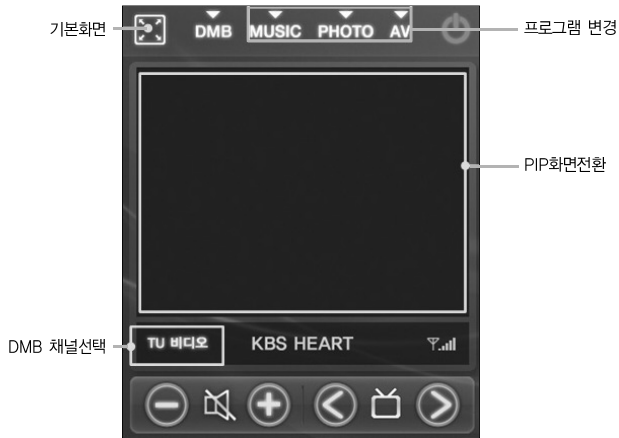 기본화면
DMB MUSIC PHOTO AV
프로그램 변경
PIP화면전환
DMB 채널선택
TU 비디오 KBS HEART